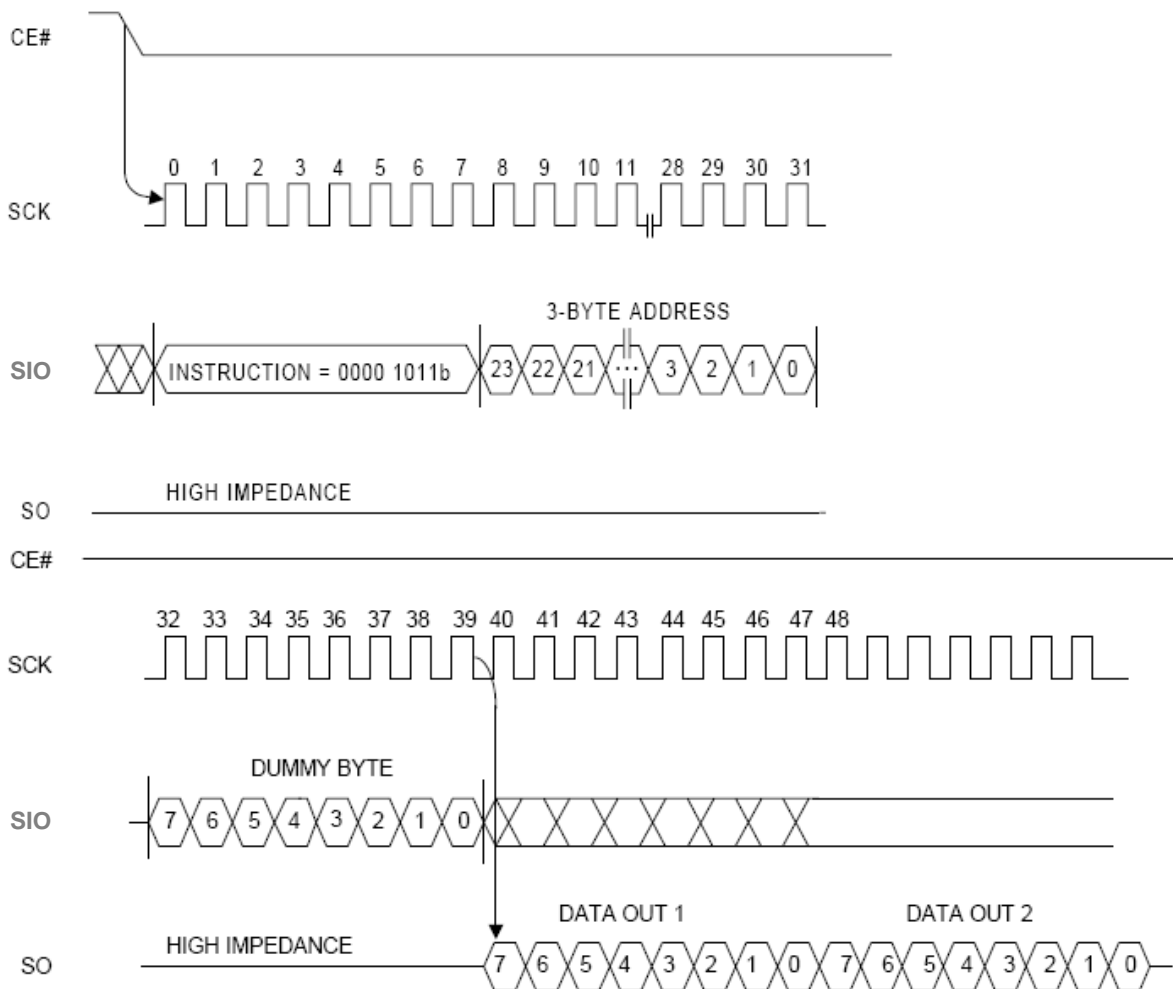 CE#
0 1 2 3 4 5 6 7 8 9 10 11 28 29 30 31
SCK
3-BYTE ADDRESS
SIO INSTRUCTION = 0000 1011b 23 22 21 ... 3 2 1 0
HIGH IMPEDANCE
SO
CE#
32 33 34 35 36 37 38 39 40 41 42 43 44 45 46 47 48
SCK
DUMMY BYTE
SIO 7 6 5 4 3 2 1 0
DATA OUT 1 DATA OUT 2
HIGH IMPEDANCE
SO 7 6 5 4 3 2 1 0 7 6 5 4 3 2 1 0